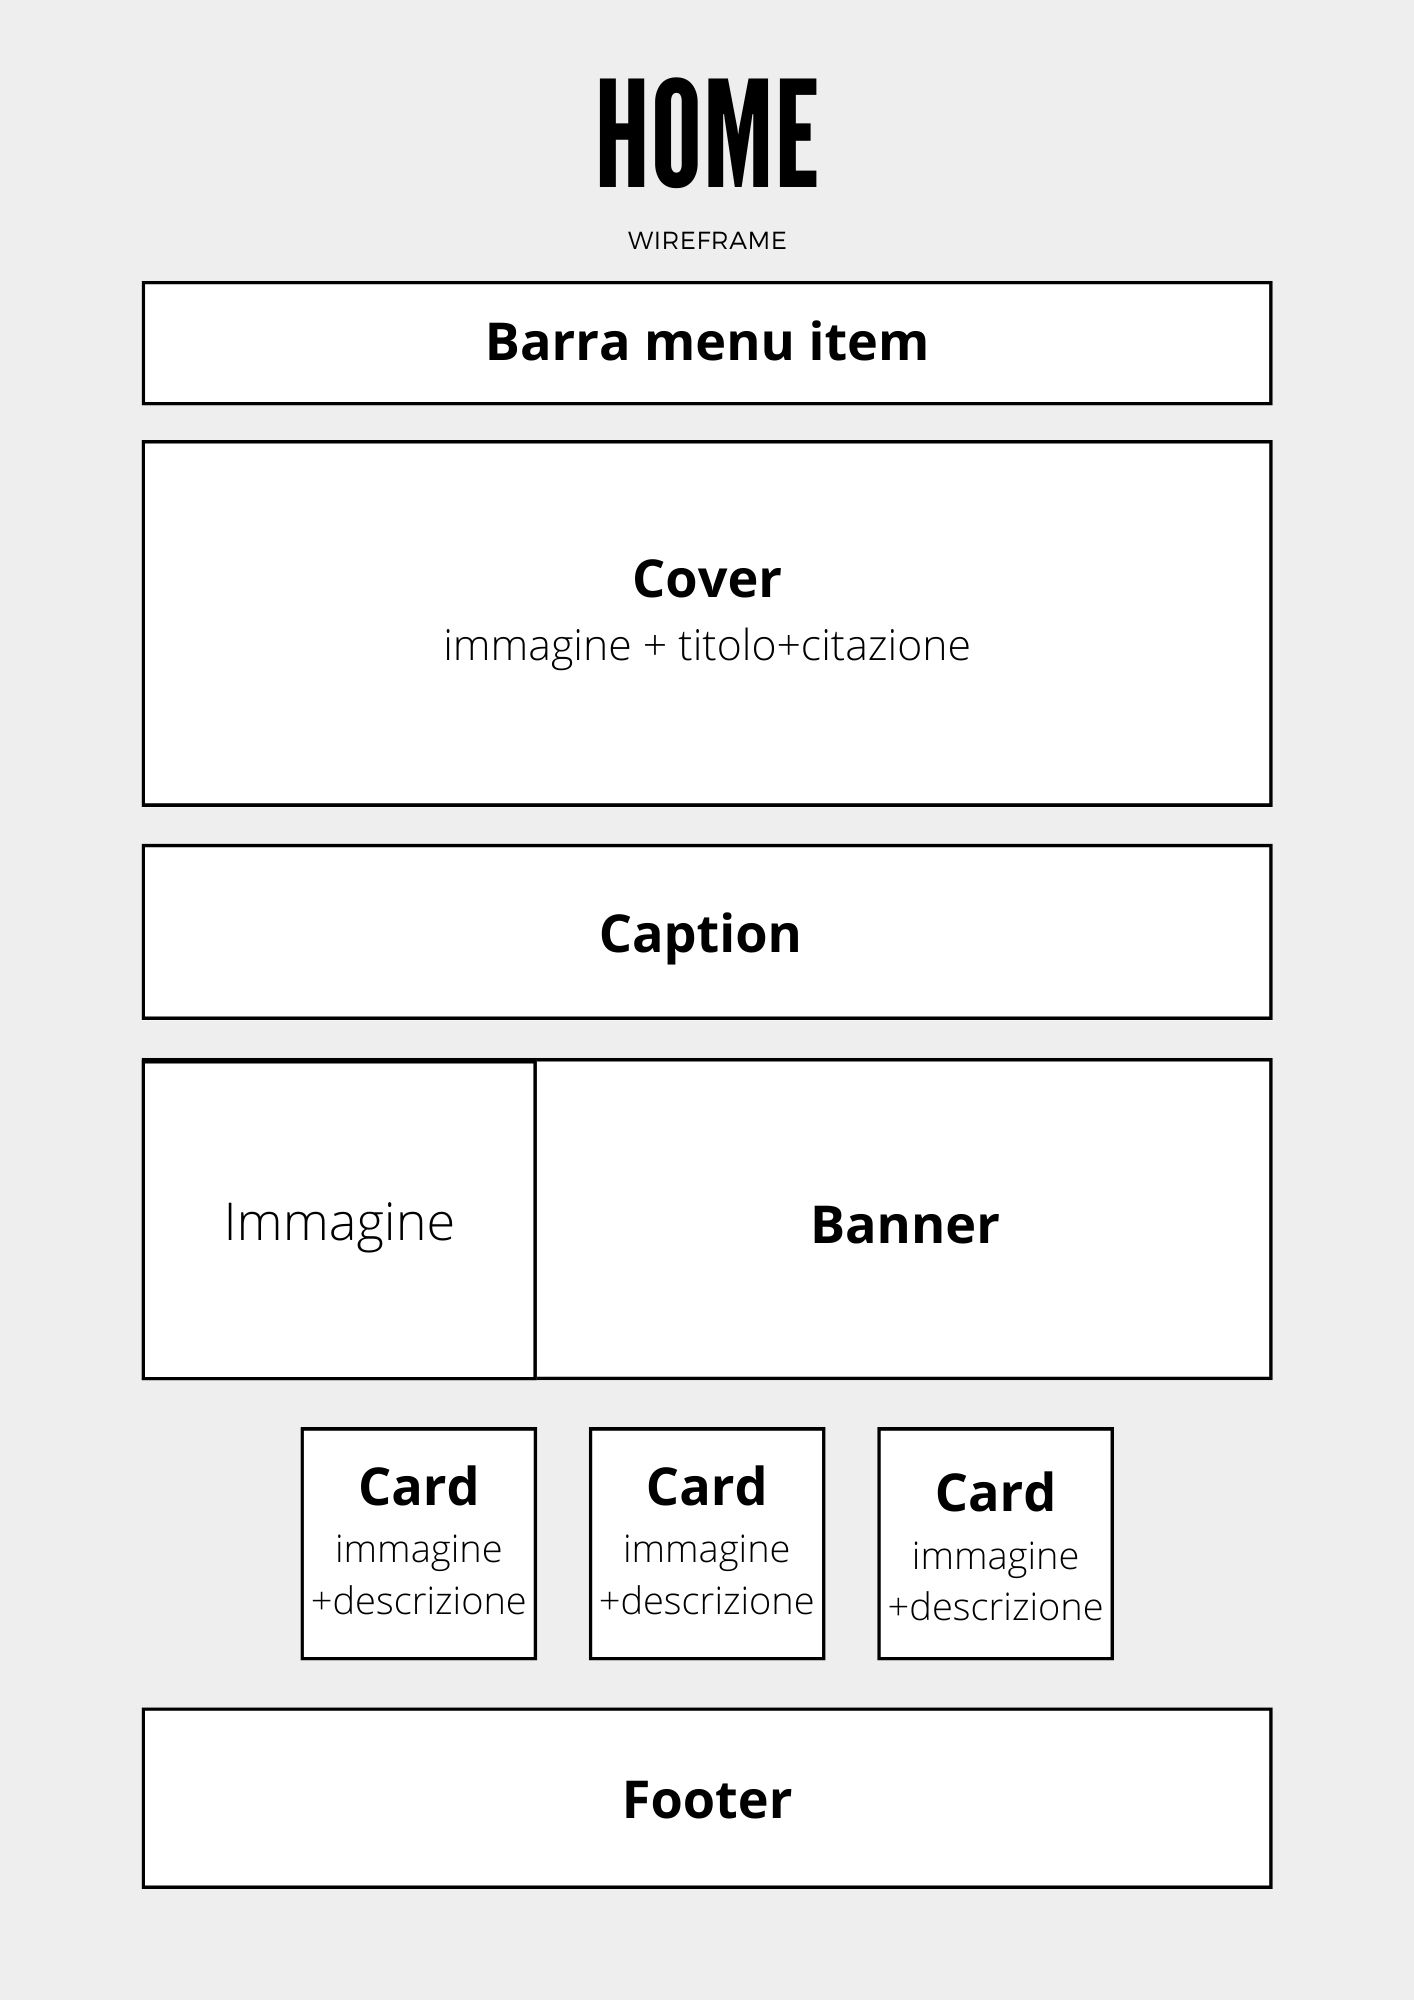 HOME
WIREFRAME
Barra menu item
Cover
immagine + titolo+citazione
Caption
Immagine
Banner
Card
immagine
+descrizione
Card
immagine
+descrizione
Card
immagine
+descrizione
Footer